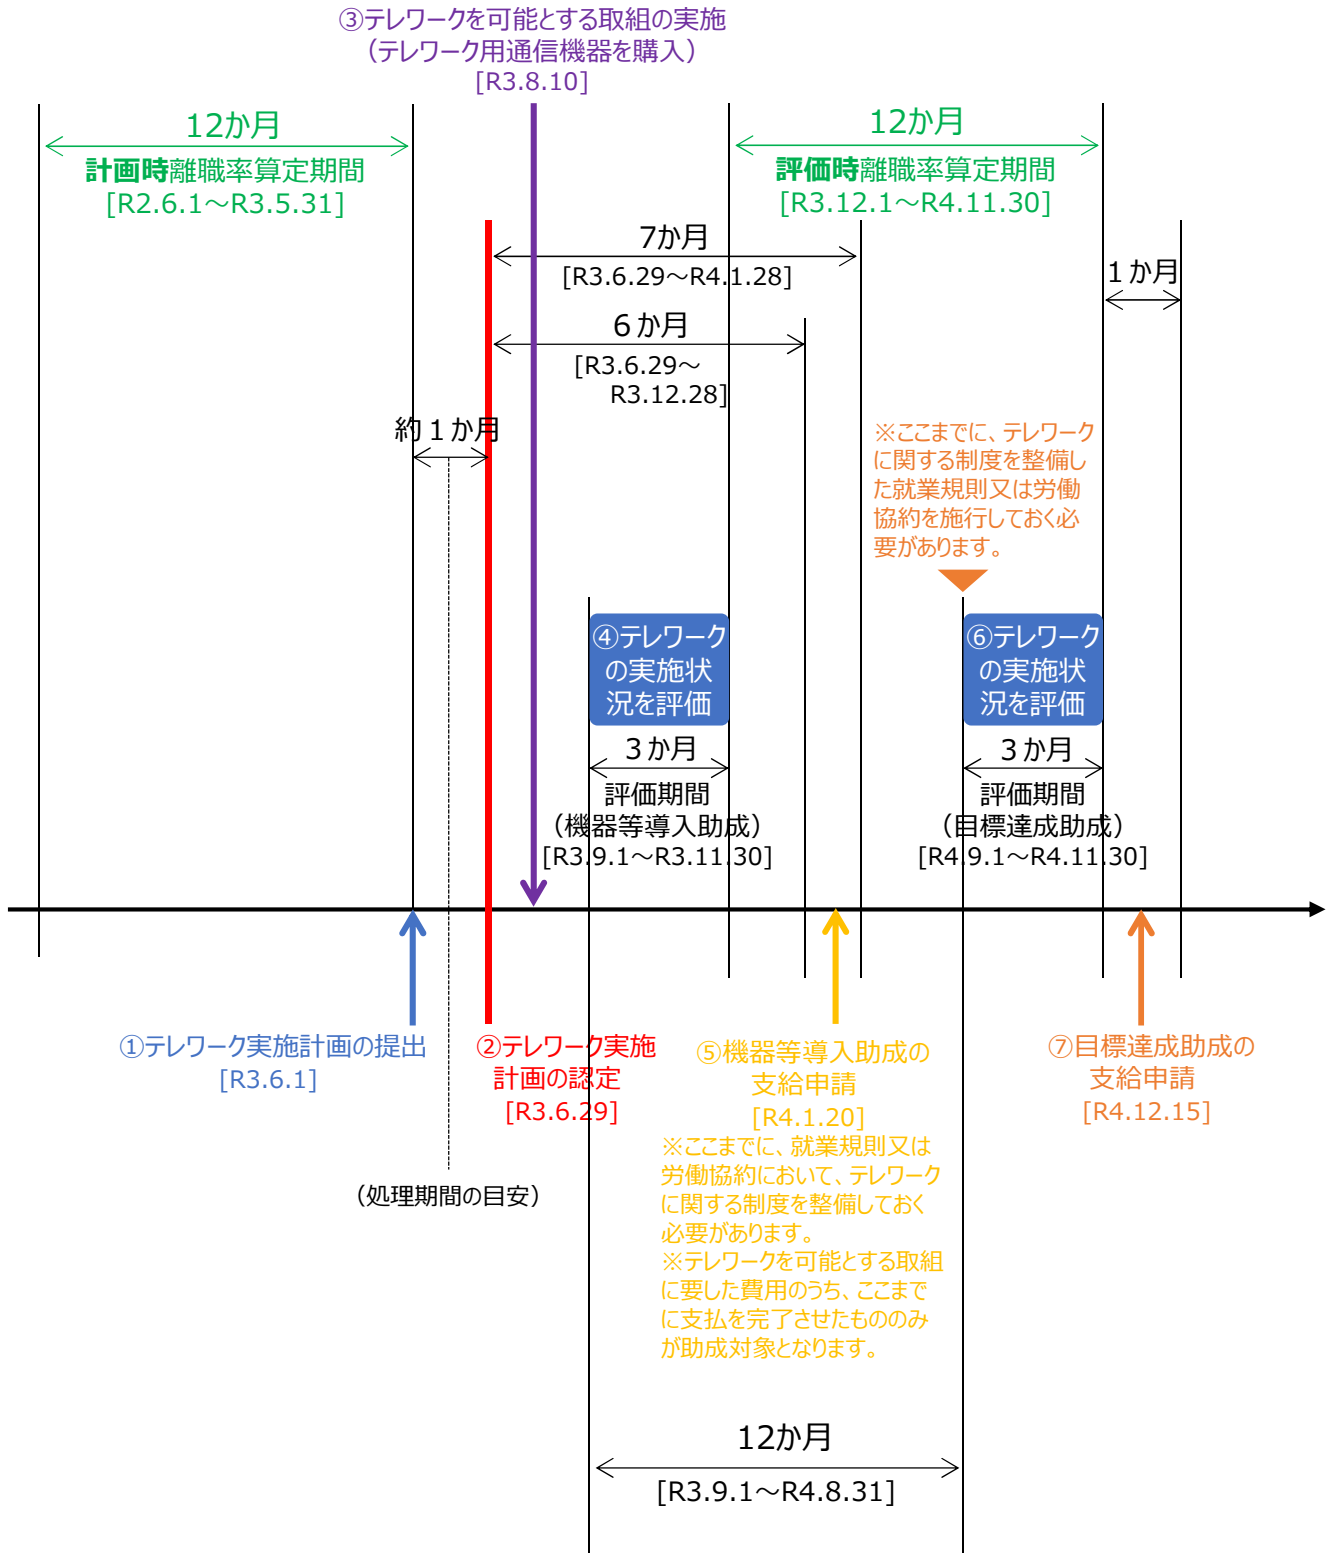 ③テレワークを可能とする取組の実施
（テレワーク用通信機器を購入）
[R3.8.10]
12か月
計画時離職率算定期間
[R2.6.1～R3.5.31]
12か月
評価時離職率算定期間
[R3.12.1～R4.11.30]
7か月
[R3.6.29～R4.1.28]
１か月
６か月
[R3.6.29～
R3.12.28]
約１か月
※ここまでに、テレワーク
に関する制度を整備し
た就業規則又は労働
協約を施行しておく必
要があります。
④テレワーク
の実施状
況を評価
３か月
評価期間
（機器等導入助成）
[R3.9.1～R3.11.30]
⑥テレワーク
の実施状
況を評価
３か月
評価期間
（目標達成助成）
[R4.9.1～R4.11.30]
①テレワーク実施計画の提出
[R3.6.1]
②テレワーク実施
計画の認定
[R3.6.29]
（処理期間の目安）
⑤機器等導入助成の
支給申請
[R4.1.20]
※ここまでに、就業規則又は
労働協約において、テレワーク
に関する制度を整備しておく
必要があります。
※テレワークを可能とする取組
に要した費用のうち、ここまで
に支払を完了させたもののみ
が助成対象となります。
⑦目標達成助成の
支給申請
[R4.12.15]
12か月
[R3.9.1～R4.8.31]